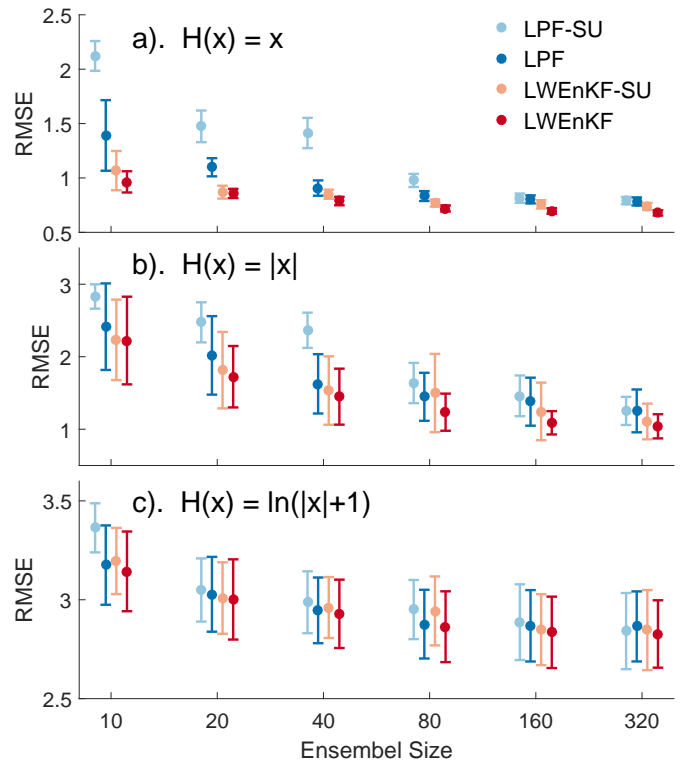 a). H(x) = x
LPF-SU
LPF
LWEnKF-SU
LWEnKF
RMSE
2.5
2
1.5
1
0.5
b). H(x) = |x|
RMSE
3
2
1
c). H(x) = ln(|x|+1)
RMSE
3.5
3
2.5
10 20 40 80 160 320
Ensembel Size